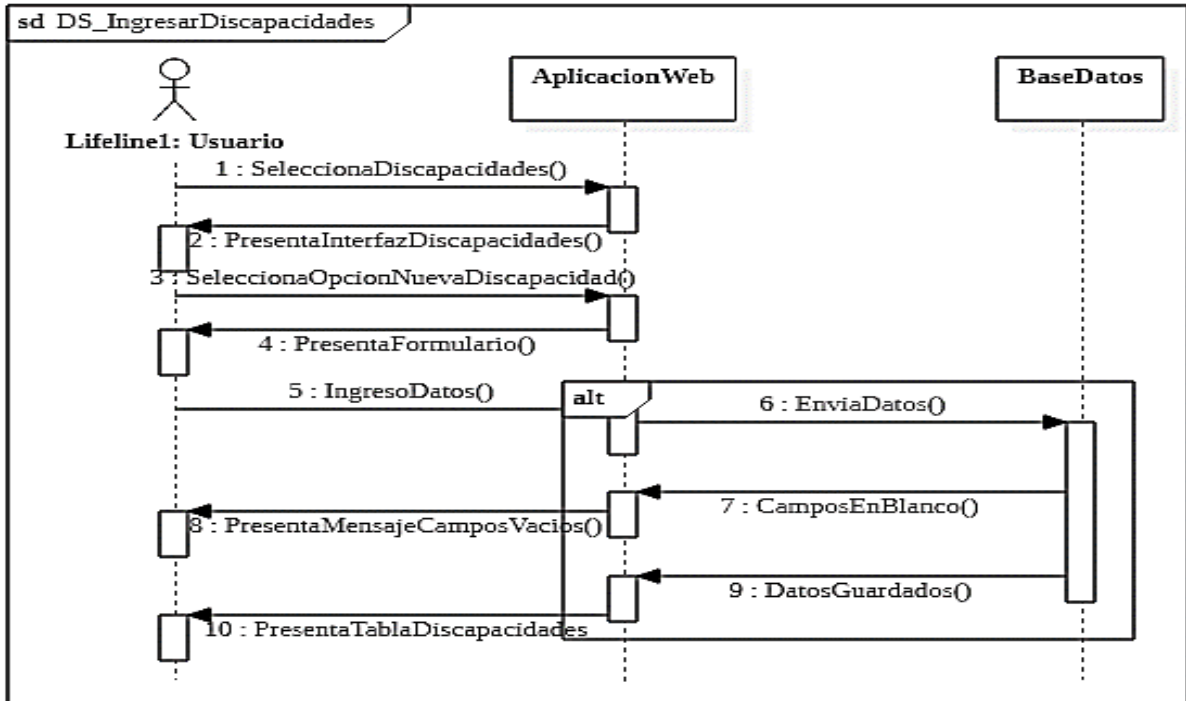 sd DS_IngresarDiscapacidades
AplicacionWeb
BaseDatos
Lifeline1: Usuario
1 : SeleccionaDiscapacidades()
2 : PresentaInterfazDiscapacidades()
3 : SeleccionaOpcionNuevaDiscapacidad()
4 : PresentaFormulario()
5 : IngresoDatos()
alt
6 : EnviaDatos()
7 : CamposEnBlanco()
8 : PresentaMensajeCamposVacios()
9 : DatosGuardados()
10 : PresentaTablaDiscapacidades